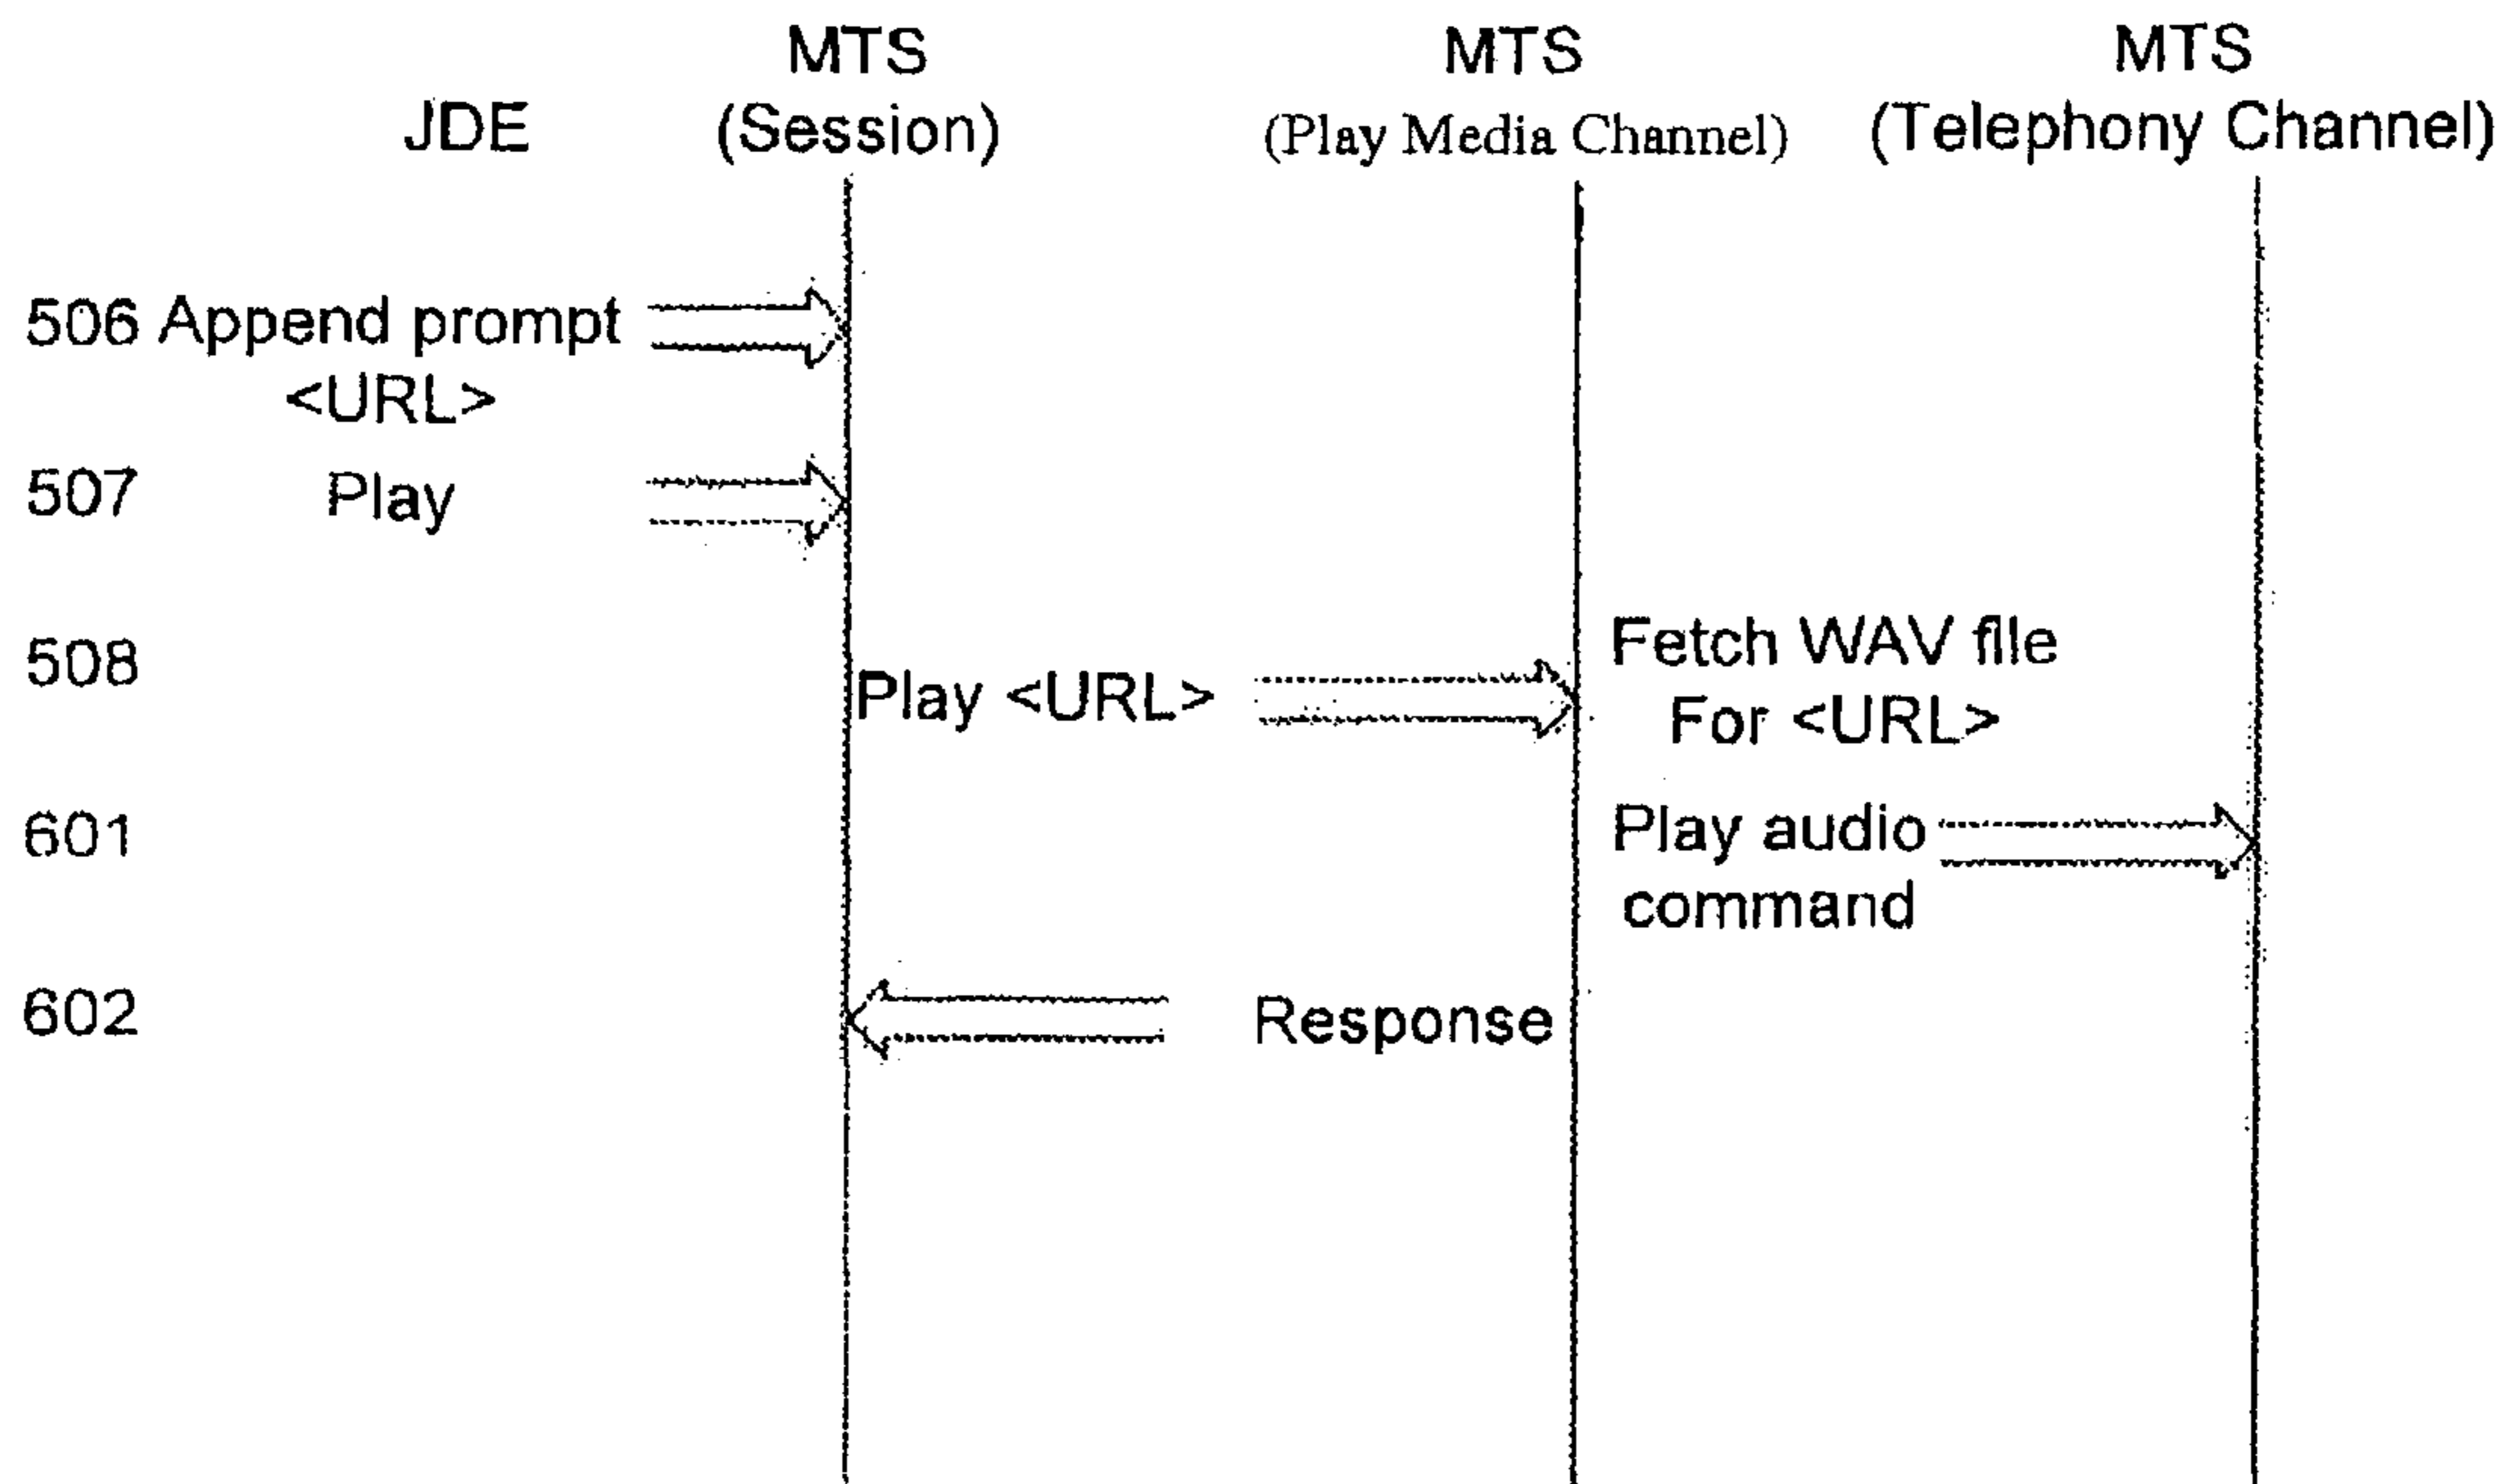 MTS MTS MTS
JDE (Session) (Play Media Channel) (Telephony Channel)
506 Append prompt
<URL>
507 Play
508 Fetch WAV file
Play <URL> For <URL>
601 Play audio
command
602 Response